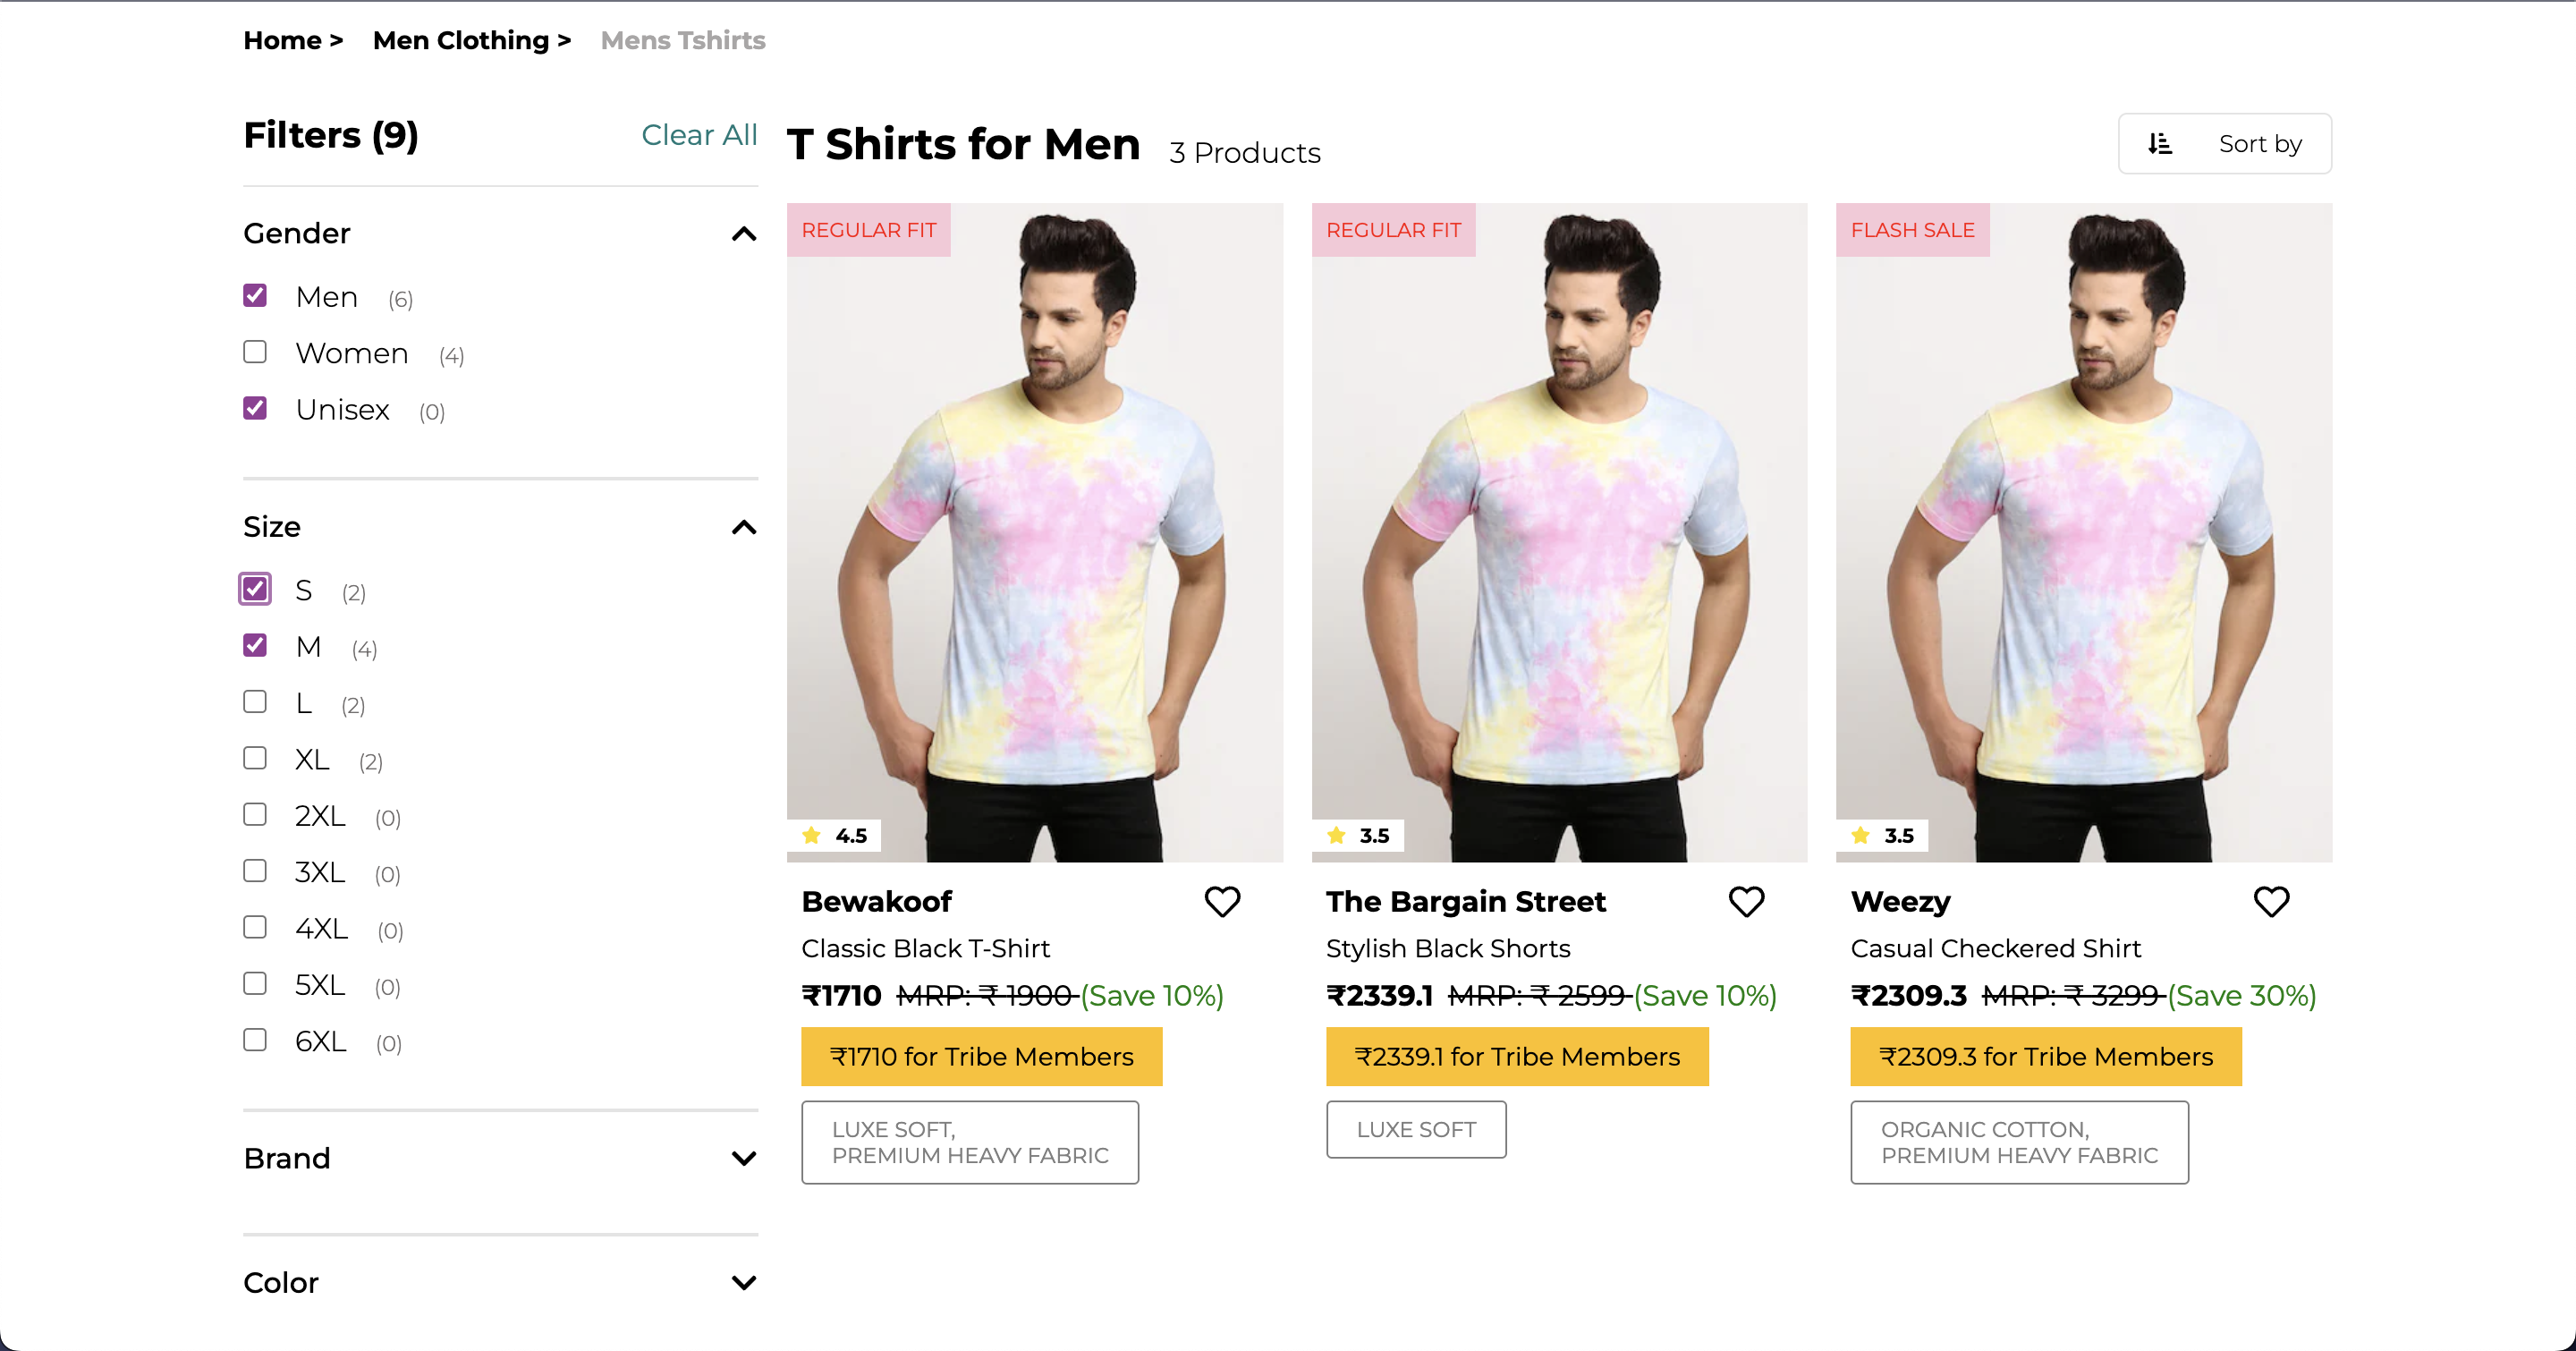 Home > Men Clothing > Mens Tshirts
Filters (9) Clear All
Gender
Men (6)
Women (4)
Unisex (0)
Size
S (2)
M (4)
L (2)
XL (2)
2XL (0)
3XL (0)
4XL (0)
5XL (0)
6XL (0)
Brand
Color
T Shirts for Men 3 Products
Sort by
REGULAR FIT
4.5
Bewakoof
Classic Black T-Shirt
₹1710 MRP: ₹ 1900 (Save 10%)
₹1710 for Tribe Members
LUXE SOFT,
PREMIUM HEAVY FABRIC
REGULAR FIT
3.5
The Bargain Street
Stylish Black Shorts
₹2339.1 MRP: ₹ 2599 (Save 10%)
₹2339.1 for Tribe Members
LUXE SOFT
FLASH SALE
3.5
Weezy
Casual Checkered Shirt
₹2309.3 MRP: ₹ 3299 (Save 30%)
₹2309.3 for Tribe Members
ORGANIC COTTON,
PREMIUM HEAVY FABRIC